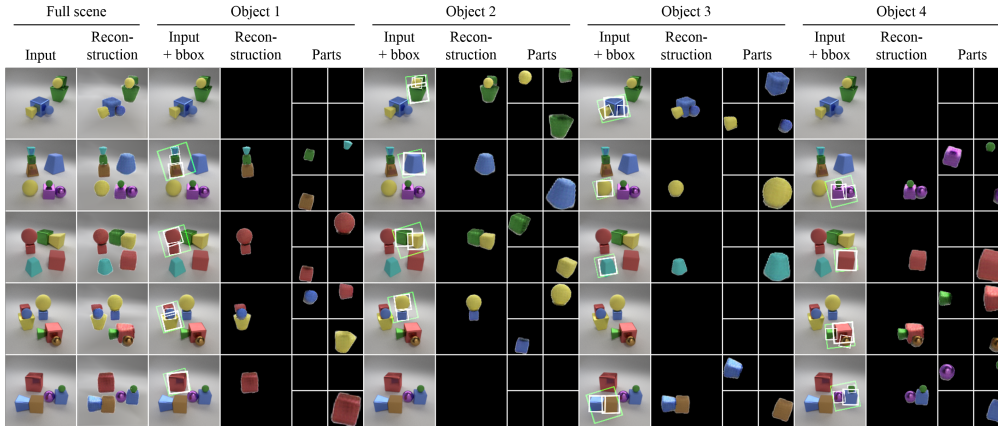 Full scene Object 1 Object 2 Object 3 Object 4
Input Recon-struction Input + bbox Recon-struction Parts Input + bbox Recon-struction Parts Input + bbox Recon-struction Parts Input + bbox Recon-struction Parts